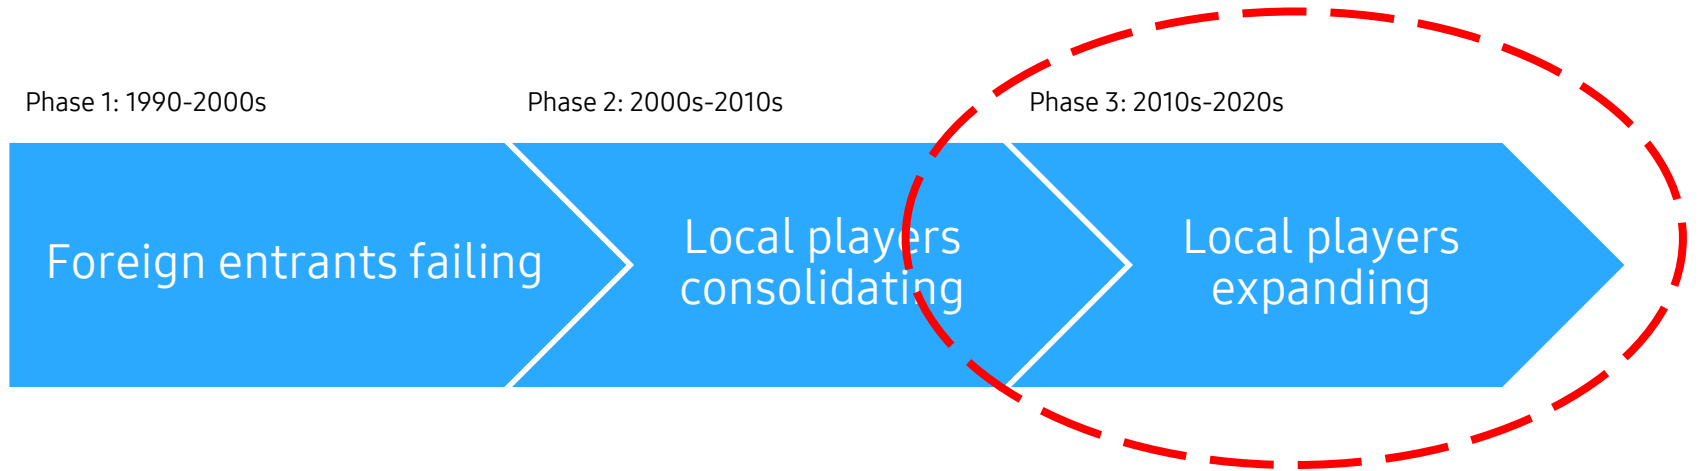 Phase 1: 1990-2000s
Phase 2: 2000s-2010s
Phase 3: 2010s-2020s
Foreign entrants failing
Local players
consolidating
Local players
expanding